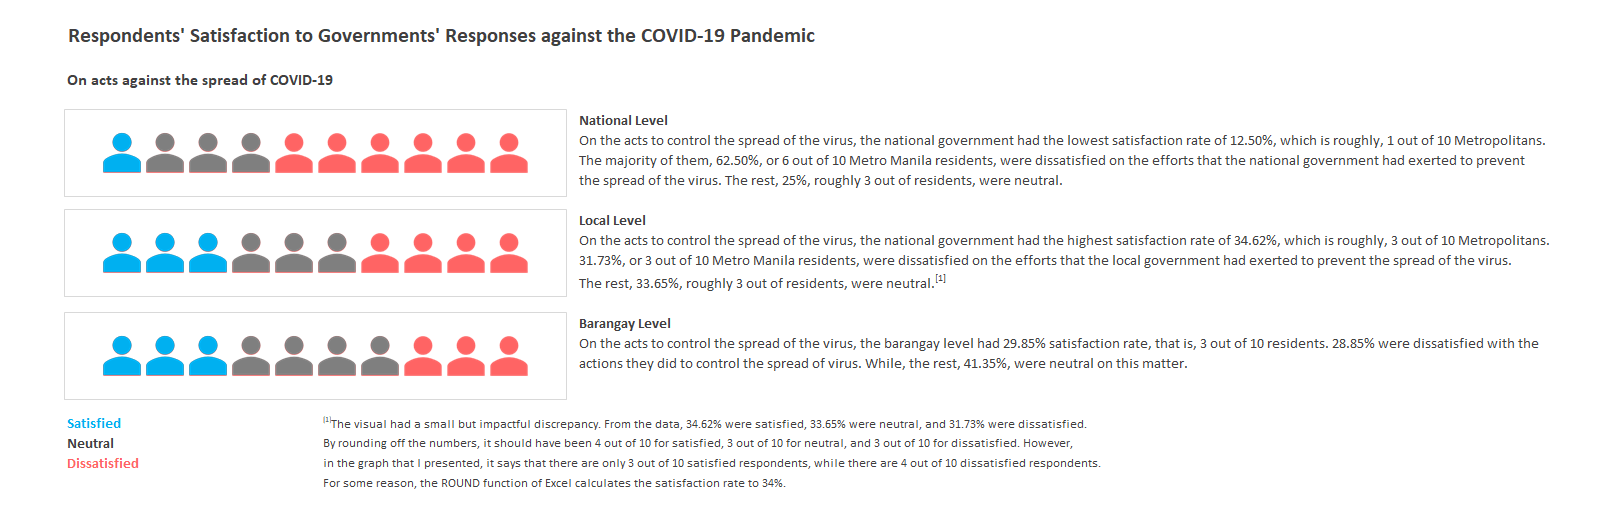 Respondents' Satisfaction to Governments' Responses against the COVID-19 Pandemic
On acts against the spread of COVID-19
National Level
On the acts to control the spread of the virus, the national government had the lowest satisfaction rate of 12.50%, which is roughly, 1 out of 10 Metropolitans.
The majority of them, 62.50%, or 6 out of 10 Metro Manila residents, were dissatisfied on the efforts that the national government had exerted to prevent
the spread of the virus. The rest, 25%, roughly 3 out of residents, were neutral.
Local Level
On the acts to control the spread of the virus, the national government had the highest satisfaction rate of 34.62%, which is roughly, 3 out of 10 Metropolitans.
31.73%, or 3 out of 10 Metro Manila residents, were dissatisfied on the efforts that the local government had exerted to prevent the spread of the virus.
The rest, 33.65%, roughly 3 out of residents, were neutral.[1]
Barangay Level
On the acts to control the spread of the virus, the barangay level had 29.85% satisfaction rate, that is, 3 out of 10 residents. 28.85% were dissatisfied with the
actions they did to control the spread of virus. While, the rest, 41.35%, were neutral on this matter.
Satisfied
Neutral
Dissatisfied
[1]The visual had a small but impactful discrepancy. From the data, 34.62% were satisfied, 33.65% were neutral, and 31.73% were dissatisfied.
By rounding off the numbers, it should have been 4 out of 10 for satisfied, 3 out of 10 for neutral, and 3 out of 10 for dissatisfied. However,
in the graph that I presented, it says that there are only 3 out of 10 satisfied respondents, while there are 4 out of 10 dissatisfied respondents.
For some reason, the ROUND function of Excel calculates the satisfaction rate to 34%.